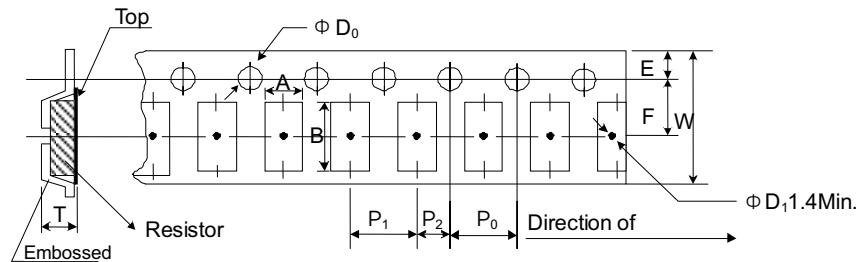 Top
Φ D0
A
E
F
W
B
Φ D1 1.4Min.
T
Resistor
P1
P2
P0
Direction of
Embossed